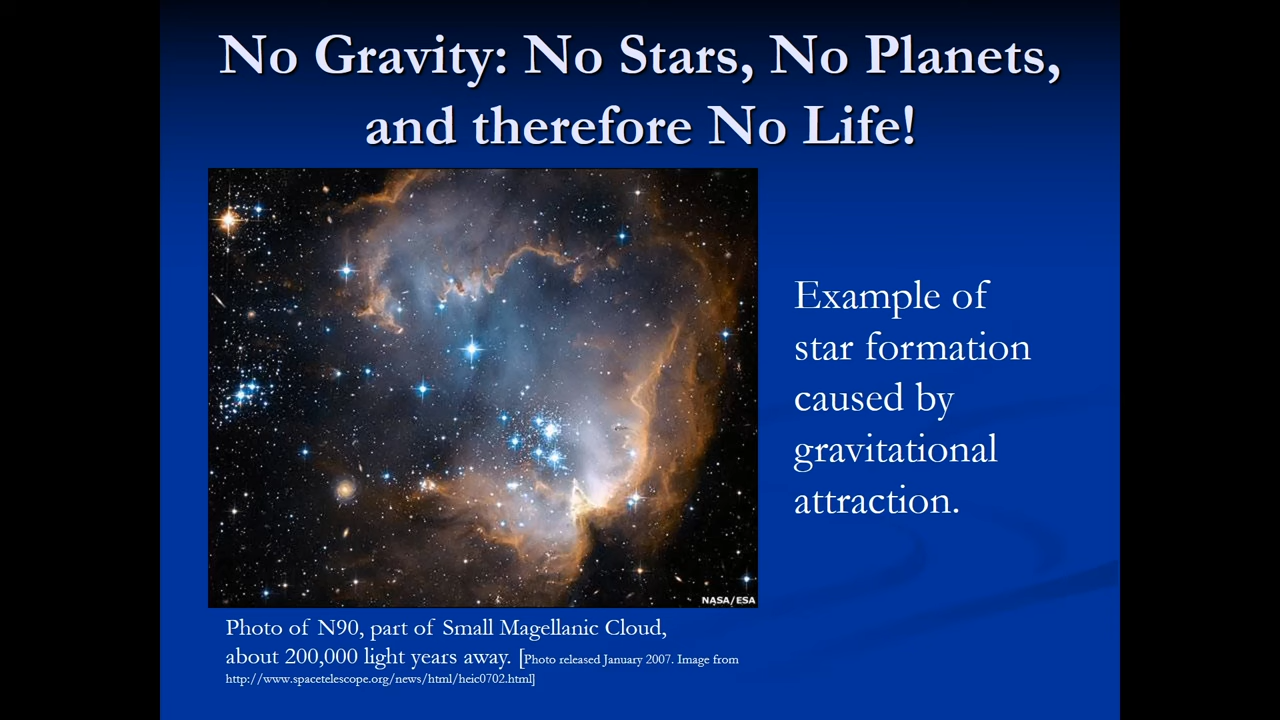 No Gravity: No Stars, No Planets,
and therefore No Life!
Example of
star formation
caused by
gravitational
attraction.
NASA/ESA
Photo of N90, part of Small Magellanic Cloud,
about 200,000 light years away. [Photo released January 2007. Image from
http://www.spacetelescope.org/news/html/heic0702.html]